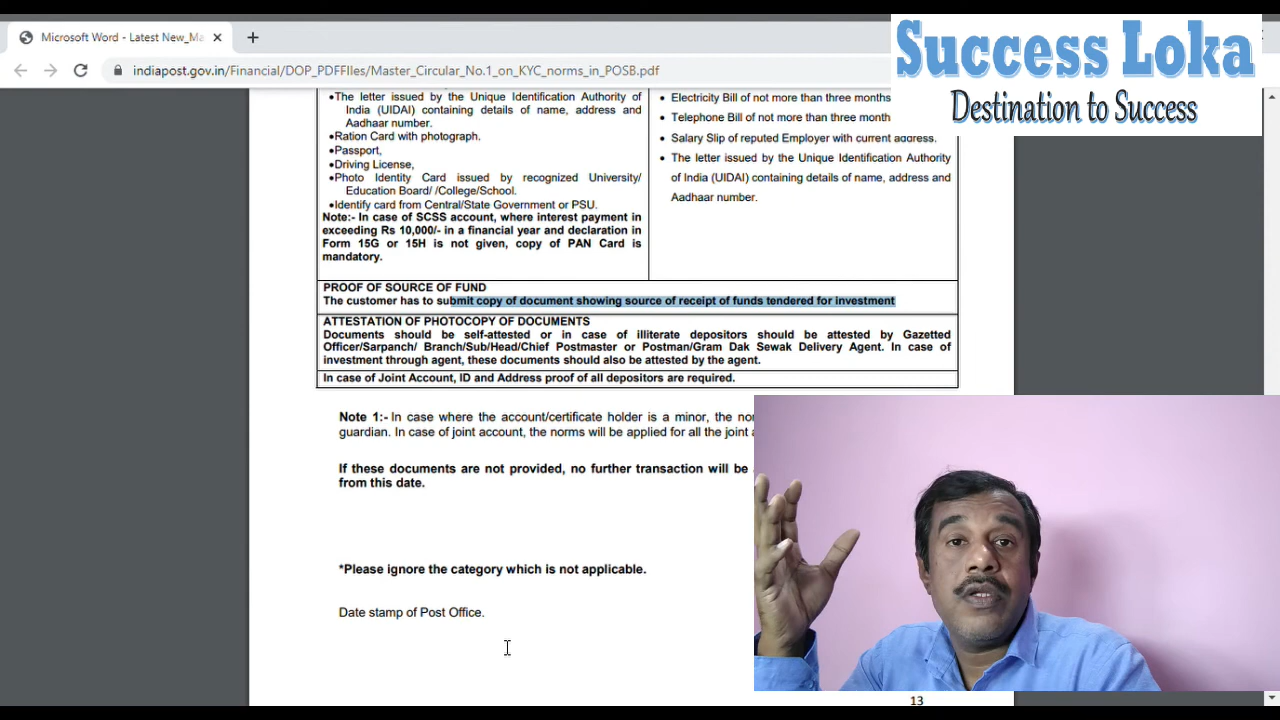 Microsoft Word - Latest New_Ma
indiapost.gov.in/Financial/DOP_PDFFIles/Master_Circular_No.1_on_KYC_norms_in_POSB.pdf
Success Loka
Destination to Success
•The letter issued by the Unique Identification Authority of
India (UIDAI) containing details of name, address and
Aadhaar number.
•Ration Card with photograph.
•Passport,
•Driving License,
•Photo Identity Card issued by recognized University/
Education Board/ /College/School.
•Identify card from Central/State Government or PSU.
Note:- In case of SCSS account, where interest payment in
exceeding Rs 10,000/- in a financial year and declaration in
Form 15G or 15H is not given, copy of PAN Card is
mandatory.
• Electricity Bill of not more than three months
• Telephone Bill of not more than three month
• Salary Slip of reputed Employer with current address.
• The letter issued by the Unique Identification Authority
of India (UIDAI) containing details of name, address and
Aadhaar number.
PROOF OF SOURCE OF FUND
The customer has to submit copy of document showing source of receipt of funds tendered for investment
ATTESTATION OF PHOTOCOPY OF DOCUMENTS
Documents should be self-attested or in case of illiterate depositors should be attested by Gazetted
Officer/Sarpanch/ Branch/Sub/Head/Chief Postmaster or Postman/Gram Dak Sewak Delivery Agent. In case of
investment through agent, these documents should also be attested by the agent.
In case of Joint Account, ID and Address proof of all depositors are required.
Note 1:- In case where the account/certificate holder is a minor, the
guardian. In case of joint account, the norms will be applied for all the joint
If these documents are not provided, no further transaction will be
from this date.
*Please ignore the category which is not applicable.
Date stamp of Post Office.
13